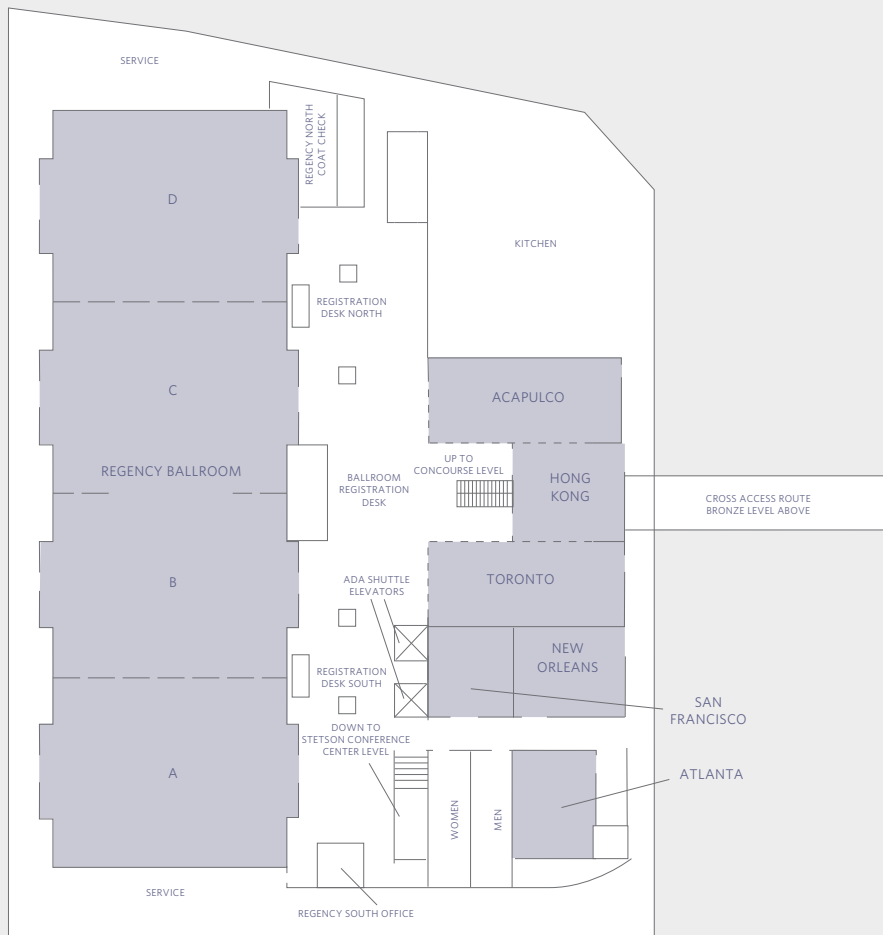 SERVICE
REGENCY NORTH
COAT CHECK
D
KITCHEN
REGISTRATION
DESK NORTH
C
ACAPULCO
REGENCY BALLROOM
UP TO
CONCOURSE LEVEL
BALLROOM
REGISTRATION
DESK
HONG
KONG
CROSS ACCESS ROUTE
BRONZE LEVEL ABOVE
B
ADA SHUTTLE
ELEVATORS
TORONTO
REGISTRATION
DESK SOUTH
NEW
ORLEANS
SAN
FRANCISCO
DOWN TO
STETSON CONFERENCE
CENTER LEVEL
A
ATLANTA
WOMEN
MEN
SERVICE
REGENCY SOUTH OFFICE